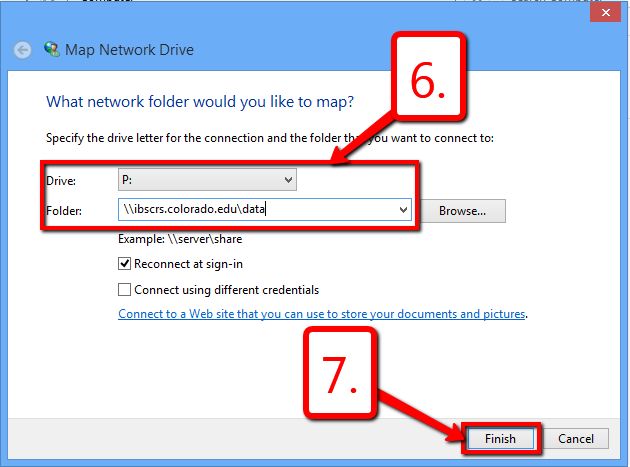 Map Network Drive
6.
What network folder would you like to map?
Specify the drive letter for the connection and the folder that you want to connect to:
Drive: P:
Folder: \\ibscrs.colorado.edu\data Browse...
Example: \\server\share
Reconnect at sign-in
Connect using different credentials
Connect to a Web site that you can use to store your documents and pictures.
7.
Finish Cancel